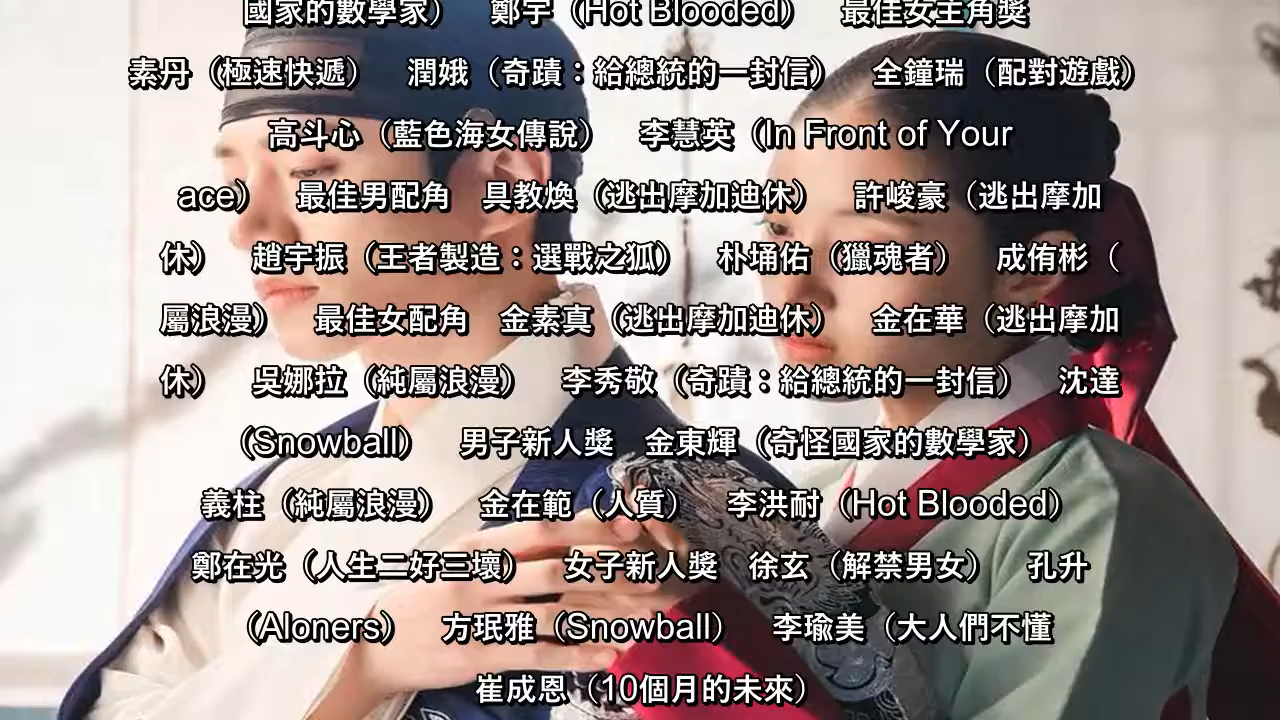 國家的數學家） 鄭宇（Hot Blooded） 最佳女主角獎
素丹（極速快遞） 潤娥（奇蹟：給總統的一封信） 全鐘瑞（配對遊戲）
高斗心（藍色海女傳說） 李慧英（In Front of Your
ace） 最佳男配角 具教煥（逃出摩加迪休） 許峻豪（逃出摩加
休） 趙宇振（王者製造：選戰之狐） 朴埇佑（獵魂者） 成侑彬（
屬浪漫） 最佳女配角 金素真（逃出摩加迪休） 金在華（逃出摩加
休） 吳娜拉（純屬浪漫） 李秀敬（奇蹟：給總統的一封信） 沈達
（Snowball） 男子新人獎 金東輝（奇怪國家的數學家）
義柱（純屬浪漫） 金在範（人質） 李洪耐（Hot Blooded）
鄭在光（人生二好三壞） 女子新人獎 徐玄（解禁男女） 孔升
（Aloners） 方珉雅（Snowball） 李瑜美（大人們不懂
崔成恩（10個月的未來）